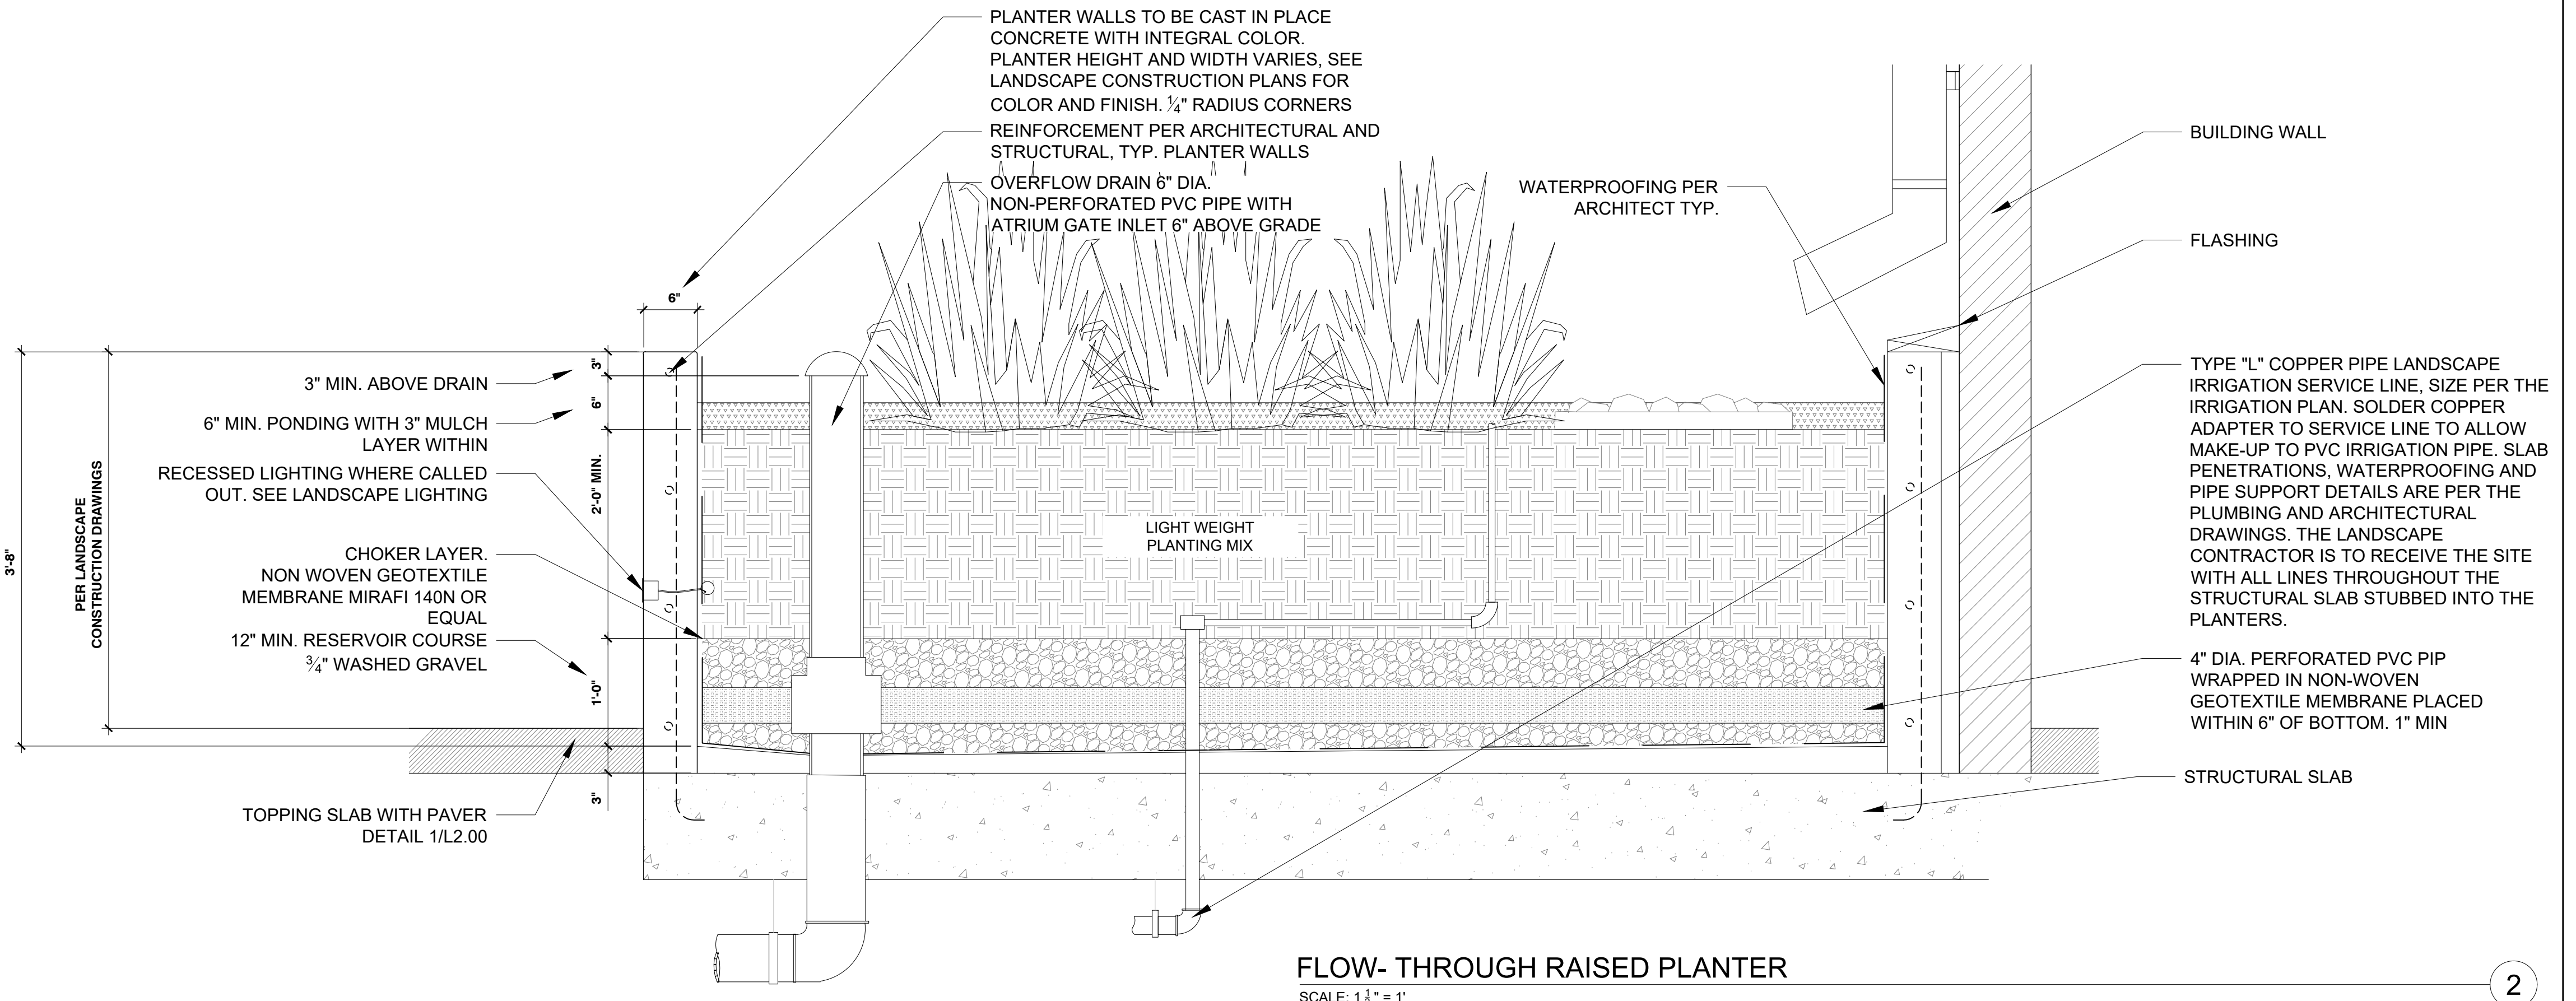 PLANTER WALLS TO BE CAST IN PLACE
CONCRETE WITH INTEGRAL COLOR.
PLANTER HEIGHT AND WIDTH VARIES, SEE
LANDSCAPE CONSTRUCTION PLANS FOR
COLOR AND FINISH. 1/4" RADIUS CORNERS
REINFORCEMENT PER ARCHITECTURAL AND
STRUCTURAL, TYP. PLANTER WALLS
OVERFLOW DRAIN 6" DIA.
NON-PERFORATED PVC PIPE WITH
ATRIUM GATE INLET 6" ABOVE GRADE
WATERPROOFING PER
ARCHITECT TYP.
BUILDING WALL
FLASHING
6"
3'-8"
PER LANDSCAPE
CONSTRUCTION DRAWINGS
3" MIN. ABOVE DRAIN
6" MIN. PONDING WITH 3" MULCH
LAYER WITHIN
RECESSED LIGHTING WHERE CALLED
OUT. SEE LANDSCAPE LIGHTING
CHOKER LAYER.
NON WOVEN GEOTEXTILE
MEMBRANE MIRAFI 140N OR
EQUAL
12" MIN. RESERVOIR COURSE
3/4" WASHED GRAVEL
TOPPING SLAB WITH PAVER
DETAIL 1/L2.00
3"
6"
2'-0" MIN.
1'-0"
3"
LIGHT WEIGHT
PLANTING MIX
TYPE "L" COPPER PIPE LANDSCAPE
IRRIGATION SERVICE LINE, SIZE PER THE
IRRIGATION PLAN. SOLDER COPPER
ADAPTER TO SERVICE LINE TO ALLOW
MAKE-UP TO PVC IRRIGATION PIPE. SLAB
PENETRATIONS, WATERPROOFING AND
PIPE SUPPORT DETAILS ARE PER THE
PLUMBING AND ARCHITECTURAL
DRAWINGS. THE LANDSCAPE
CONTRACTOR IS TO RECEIVE THE SITE
WITH ALL LINES THROUGHOUT THE
STRUCTURAL SLAB STUBBED INTO THE
PLANTERS.
4" DIA. PERFORATED PVC PIP
WRAPPED IN NON-WOVEN
GEOTEXTILE MEMBRANE PLACED
WITHIN 6" OF BOTTOM. 1" MIN
STRUCTURAL SLAB
FLOW- THROUGH RAISED PLANTER
2
SCALE: 1 1/2" = 1'